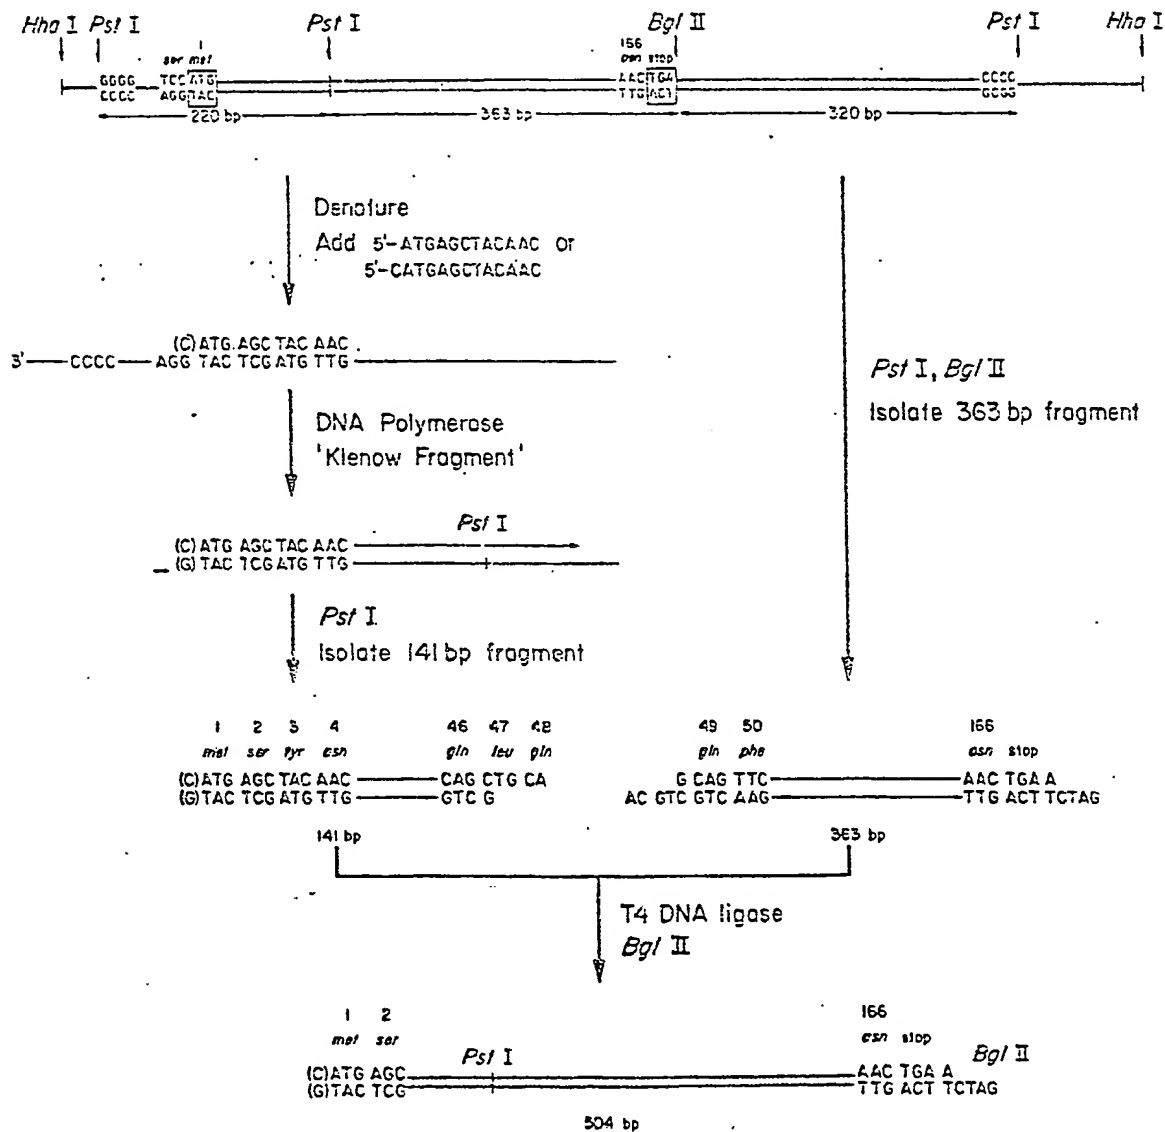 Hha I Pst I Pst I Bgl II Pst I Hha I
1 166
ser met asn stop
GGGG TCC ATG AAC TGA CCCC
CCCC AGG TAC TTG ACT GGGG
220 bp 363 bp 320 bp
Denature
Add 5'-ATGAGCTACAAC or
5'-CATGAGCTACAAC
(C)ATG AGC TAC AAC
3' CCCC AGG TAC TCG ATG TTG
DNA Polymerase
'Klenow Fragment'
Pst I, Bgl II
Isolate 363 bp fragment
Pst I
(C)ATG AGC TAC AAC
(G)TAC TCG ATG TTG
Pst I
Isolate 141 bp fragment
1 2 3 4 46 47 48 49 50 166
met ser tyr asn gln leu gln gln phe asn stop
(C)ATG AGC TAC AAC CAG CTG CA G CAG TTC AAC TGA A
(G)TAC TCG ATG TTG GTC G AC GTC GTC AAG TTG ACT TCTAG
141 bp 363 bp
T4 DNA ligase
Bgl II
1 2 166
met ser asn stop
Pst I Bgl II
(C)ATG AGC AAC TGA A
(G)TAC TCG TTG ACT TCTAG
504 bp